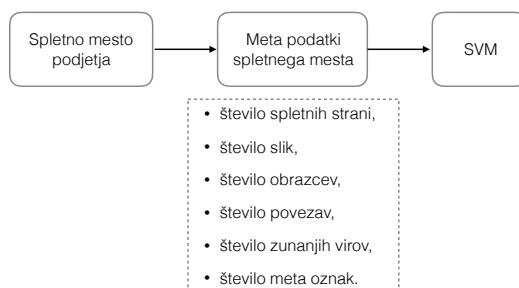 Spletno mesto
podjetja
Meta podatki
spletnega mesta
SVM
• število spletnih strani,
• število slik,
• število obrazcev,
• število povezav,
• število zunanjih virov,
• število meta oznak.